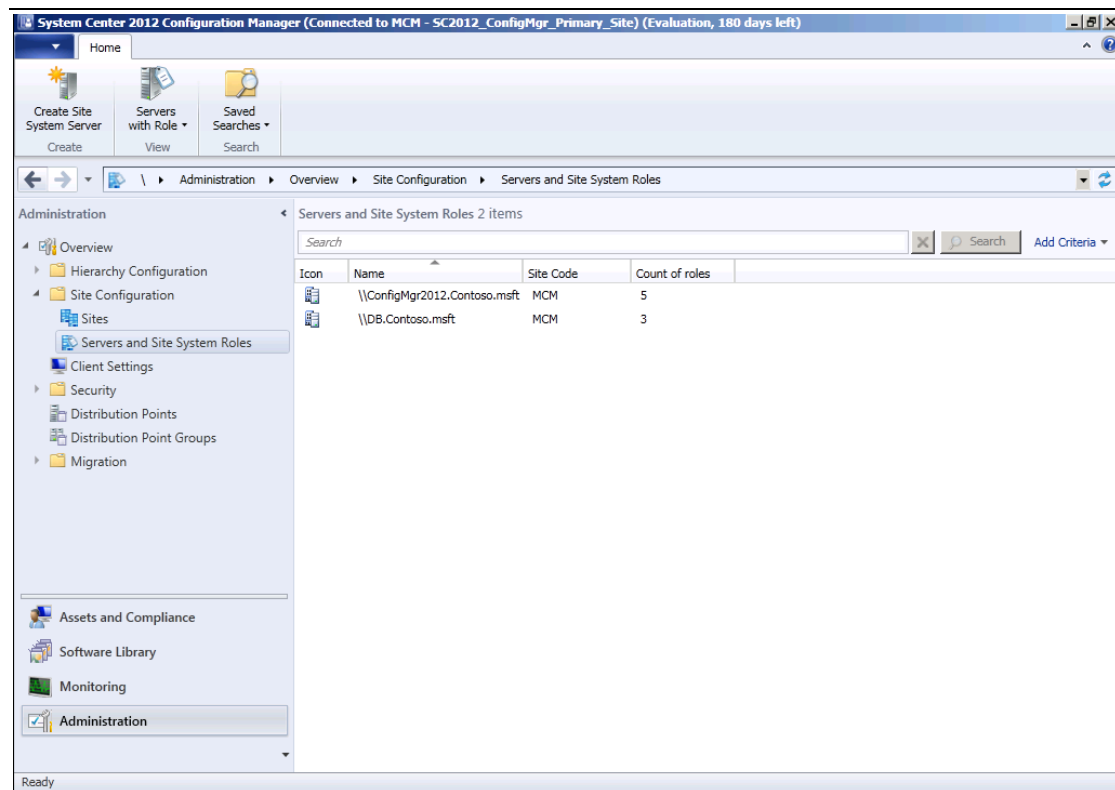 System Center 2012 Configuration Manager (Connected to MCM - SC2012_ConfigMgr_Primary_Site) (Evaluation, 180 days left)
Home
Create Site System Server
Servers with Role
Saved Searches
Create View Search
\ Administration Overview Site Configuration Servers and Site System Roles
Administration
Overview
Hierarchy Configuration
Site Configuration
Sites
Servers and Site System Roles
Client Settings
Security
Distribution Points
Distribution Point Groups
Migration
Assets and Compliance
Software Library
Monitoring
Administration
Servers and Site System Roles 2 items
Search Search Add Criteria
Icon Name Site Code Count of roles
\\ConfigMgr2012.Contoso.msft MCM 5
\\DB.Contoso.msft MCM 3
Ready